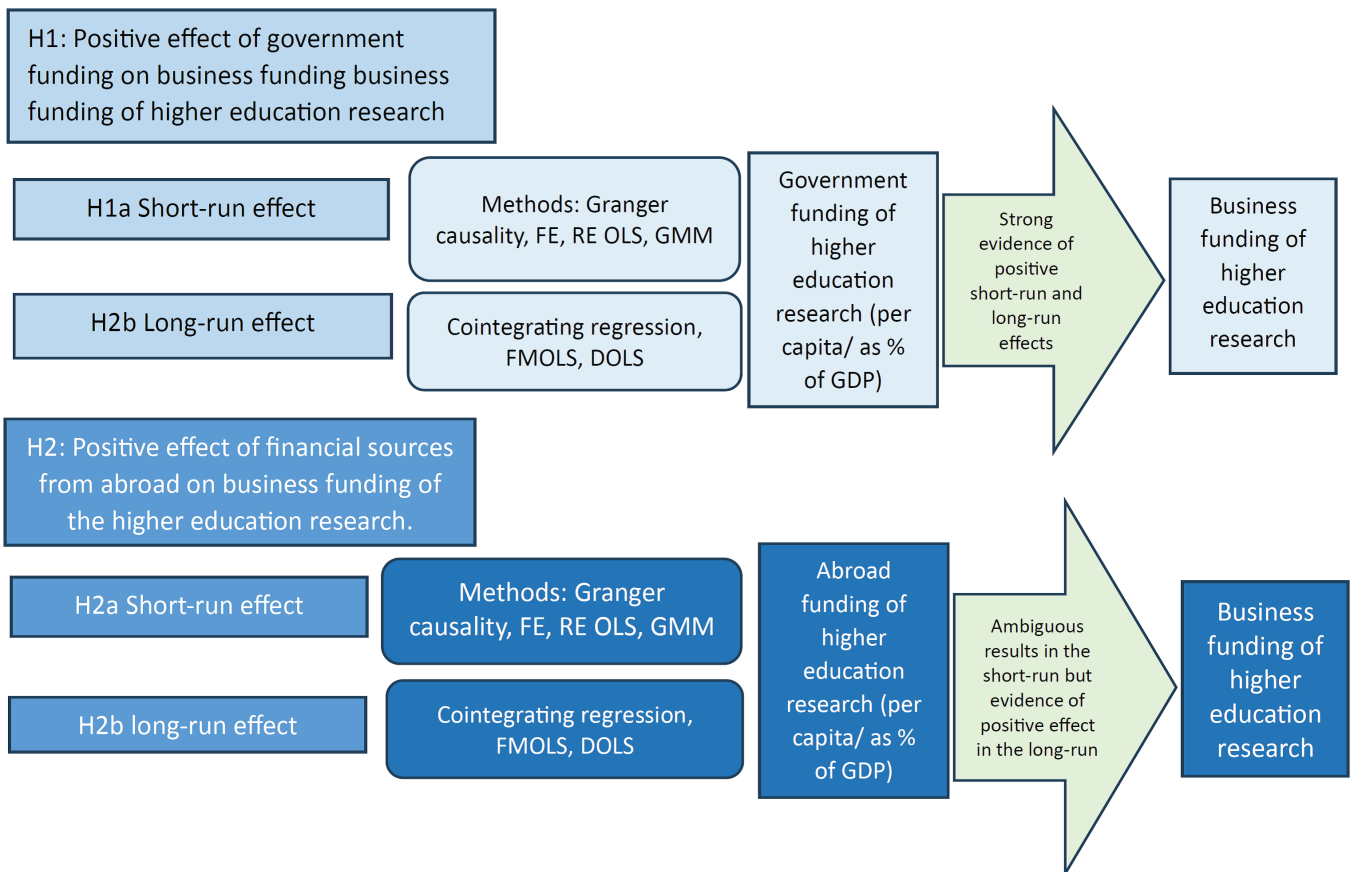 H1: Positive effect of government
funding on business funding business
funding of higher education research
H1a Short-run effect
Methods: Granger
causality, FE, RE OLS, GMM
H2b Long-run effect
Cointegrating regression,
FMOLS, DOLS
Government
funding of
higher
education
research (per
capita/ as %
of GDP)
Strong
evidence of
positive
short-run and
long-run
effects
Business
funding of
higher
education
research
H2: Positive effect of financial sources
from abroad on business funding of
the higher education research.
H2a Short-run effect
Methods: Granger
causality, FE, RE OLS, GMM
H2b long-run effect
Cointegrating regression,
FMOLS, DOLS
Abroad
funding of
higher
education
research (per
capita/ as %
of GDP)
Ambiguous
results in the
short-run but
evidence of
positive effect
in the long-run
Business
funding of
higher
education
research